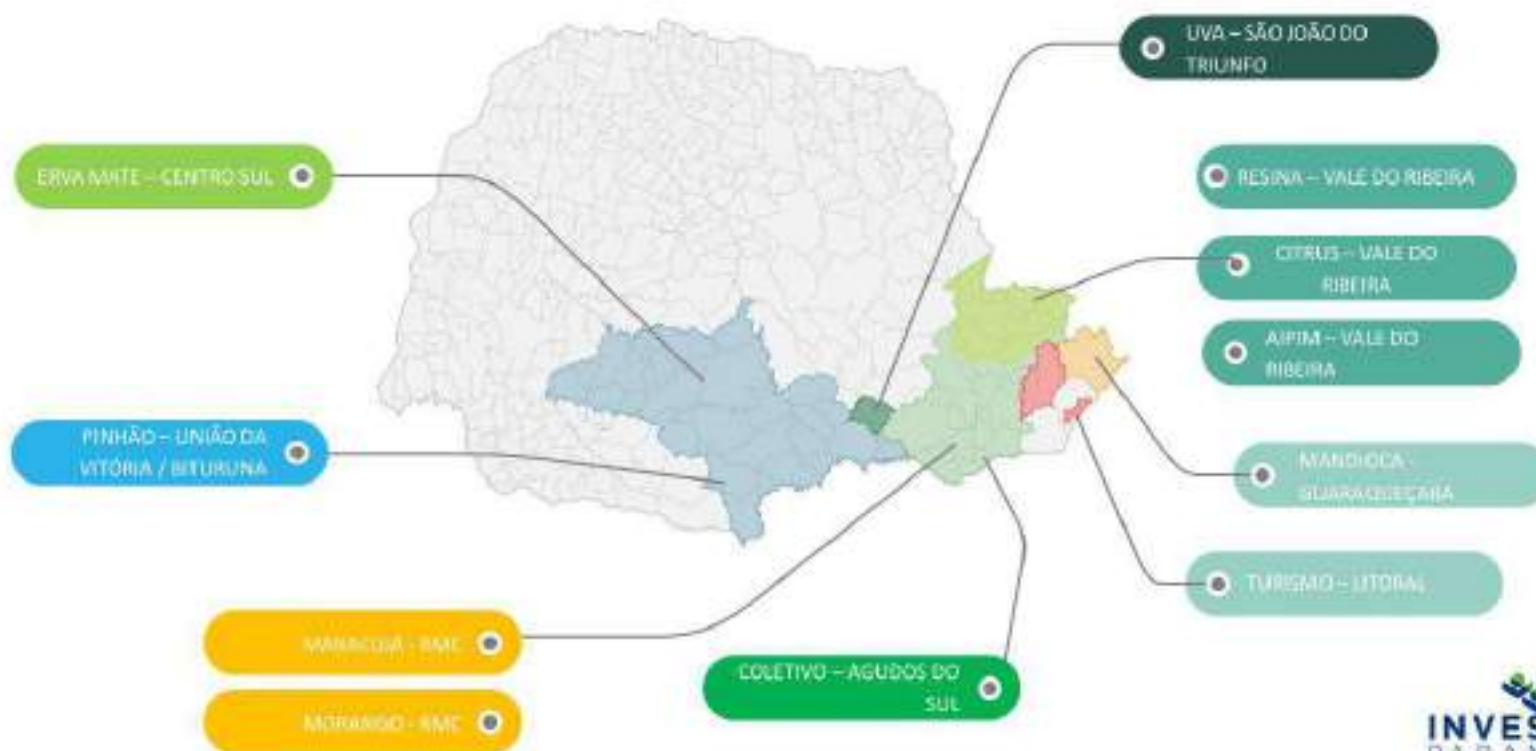 UVA – SÃO JOÃO DO
TRIUNFO
ERVA MATE – CENTRO SUL
RESINA – VALE DO RIBEIRA
CITRUS – VALE DO
RIBEIRA
AIPIM – VALE DO
RIBEIRA
PINHÃO – UNIÃO DA
VITÓRIA / BITURUNA
MANDIOCA -
GUARAQUEÇABA
TURISMO – LITORAL
MARACUJÁ - RMC
COLETIVO – AGUDOS DO
SUL
MORANGO - RMC
INVES